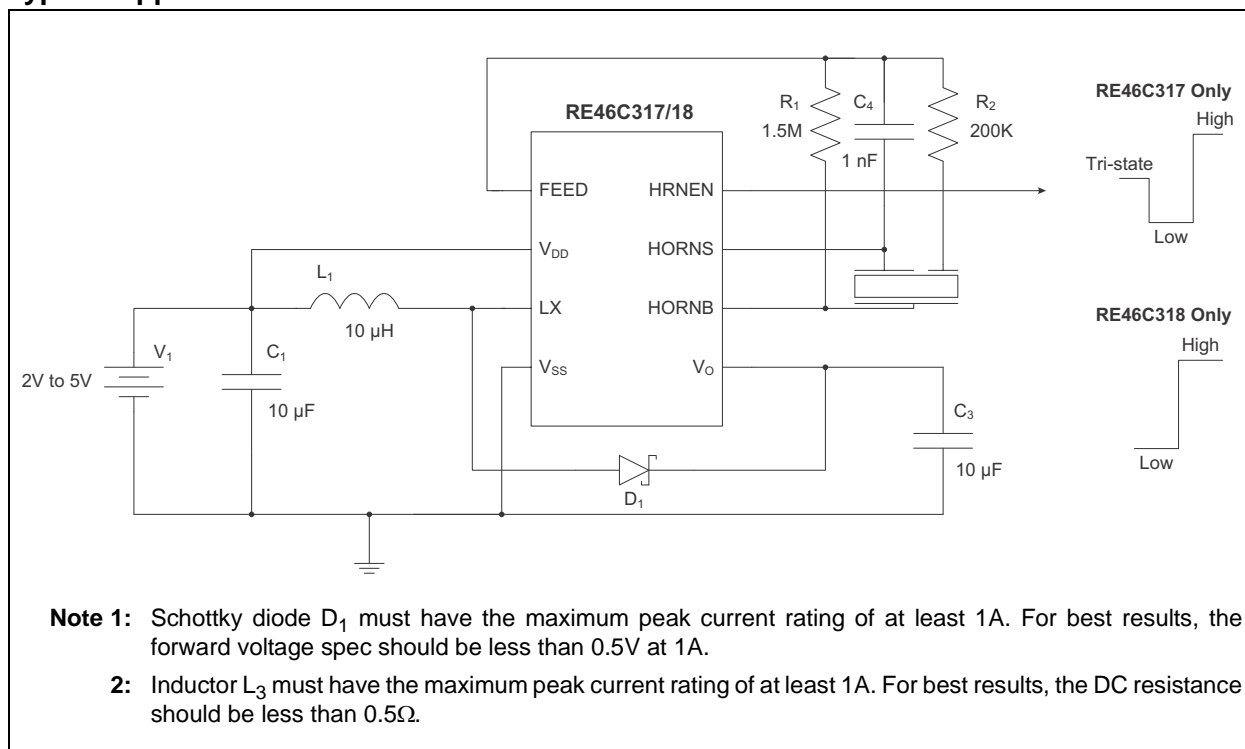 RE46C317/18
R1
1.5M
C4
1 nF
R2
200K
RE46C317 Only
High
Tri-state
Low
FEED
HRNEN
VDD
HORNS
L1
10 µH
LX
HORNB
RE46C318 Only
High
Low
V1
2V to 5V
C1
10 µF
VSS
VO
C3
10 µF
D1
Note 1: Schottky diode D1 must have the maximum peak current rating of at least 1A. For best results, the
forward voltage spec should be less than 0.5V at 1A.
2: Inductor L3 must have the maximum peak current rating of at least 1A. For best results, the DC resistance
should be less than 0.5Ω.